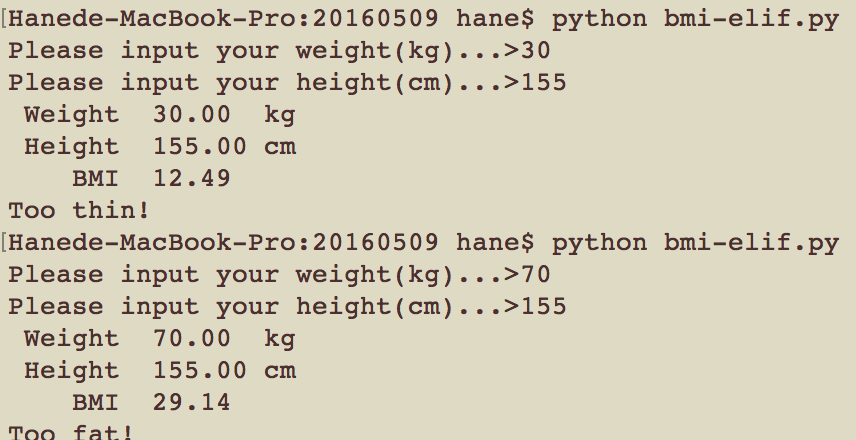 [Hanede-MacBook-Pro:20160509 hane$ python bmi-elif.py
Please input your weight(kg)...>30
Please input your height(cm)...>155
 Weight  30.00  kg
 Height  155.00 cm
    BMI  12.49
Too thin!
[Hanede-MacBook-Pro:20160509 hane$ python bmi-elif.py
Please input your weight(kg)...>70
Please input your height(cm)...>155
 Weight  70.00  kg
 Height  155.00 cm
    BMI  29.14
Too fat!